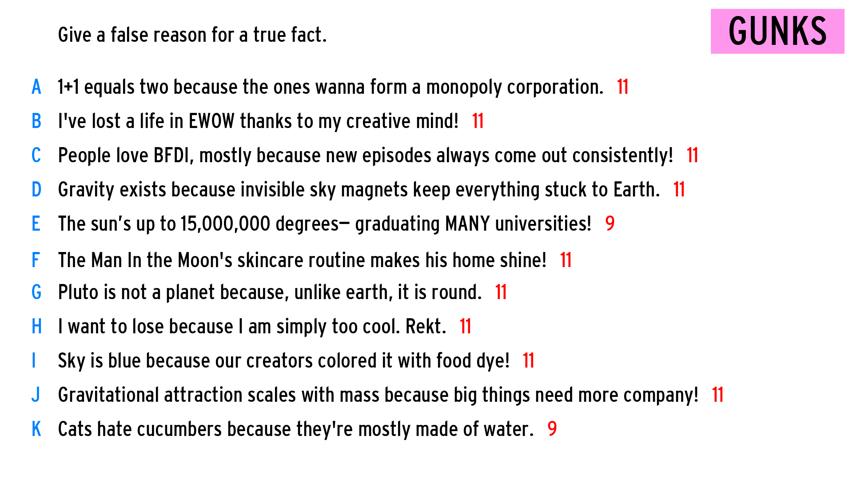 Give a false reason for a true fact.
GUNKS
A 1+1 equals two because the ones wanna form a monopoly corporation. 11
B I've lost a life in EWOW thanks to my creative mind! 11
C People love BFDI, mostly because new episodes always come out consistently! 11
D Gravity exists because invisible sky magnets keep everything stuck to Earth. 11
E The sun’s up to 15,000,000 degrees— graduating MANY universities! 9
F The Man In the Moon's skincare routine makes his home shine! 11
G Pluto is not a planet because, unlike earth, it is round. 11
H I want to lose because I am simply too cool. Rekt. 11
I Sky is blue because our creators colored it with food dye! 11
J Gravitational attraction scales with mass because big things need more company! 11
K Cats hate cucumbers because they're mostly made of water. 9